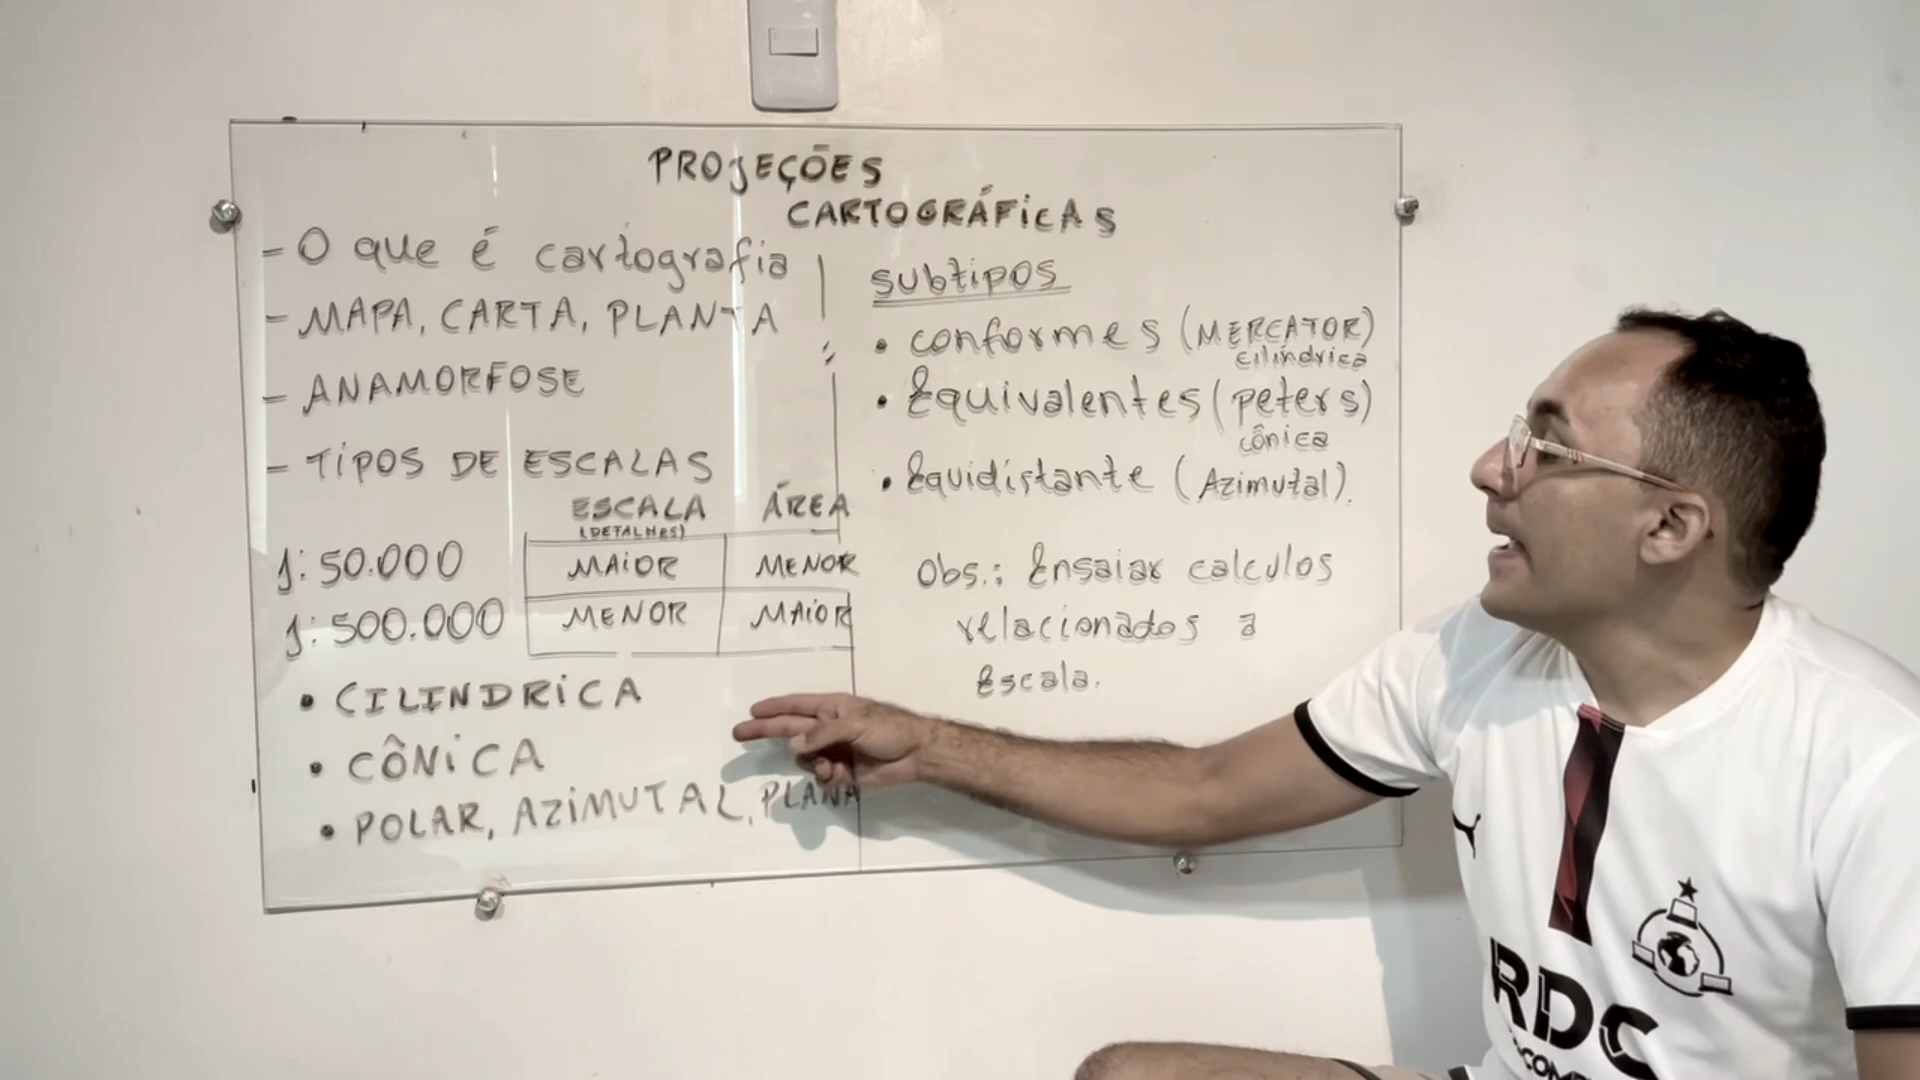 PROJEÇÕES
CARTOGRÁFICAS
- O que é cartografia
- MAPA, CARTA, PLANTA
- ANAMORFOSE
- TIPOS DE ESCALAS
ESCALA ÁREA
(DETALHES)
1:50.000 MAIOR MENOR
1:500.000 MENOR MAIOR
• CILINDRICA
• CÔNICA
• POLAR, AZIMUTAL, PLANA
subtipos
• conformes (MERCATOR)
cilíndrica
• Equivalentes (peters)
cônica
• Equidistante (Azimutal).
Obs.: Ensaiar calculos
relacionados a
Escala.
RDC